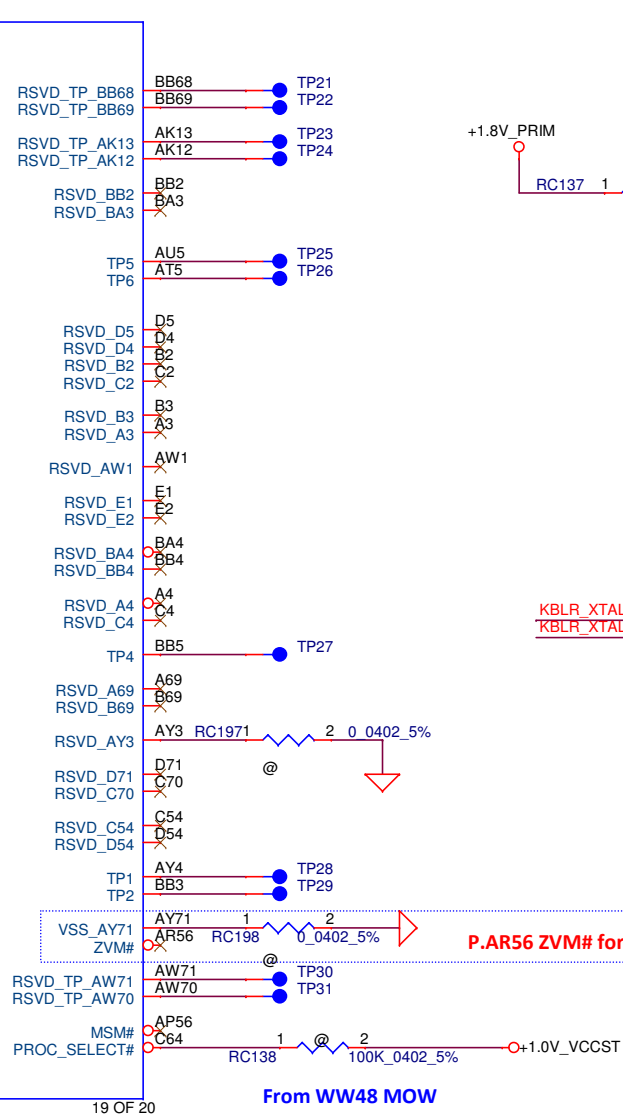 RSVD_TP_BB68 BB68 TP21
RSVD_TP_BB69 BB69 TP22
RSVD_TP_AK13 AK13 TP23
RSVD_TP_AK12 AK12 TP24
+1.8V_PRIM
RC137 1
RSVD_BB2 BB2
RSVD_BA3 BA3
TP5 AU5 TP25
TP6 AT5 TP26
RSVD_D5 D5
RSVD_D4 D4
RSVD_B2 B2
RSVD_C2 C2
RSVD_B3 B3
RSVD_A3 A3
RSVD_AW1 AW1
RSVD_E1 E1
RSVD_E2 E2
RSVD_BA4 BA4
RSVD_BB4 BB4
RSVD_A4 A4
RSVD_C4 C4
KBLR_XTAL
KBLR_XTAL
TP4 BB5 TP27
RSVD_A69 A69
RSVD_B69 B69
RSVD_AY3 AY3 RC197 1 2 0_0402_5%
@
RSVD_D71 D71
RSVD_C70 C70
RSVD_C54 C54
RSVD_D54 D54
TP1 AY4 TP28
TP2 BB3 TP29
VSS_AY71 AY71 1 2
ZVM# AR56 RC198 0_0402_5% P.AR56 ZVM# for
@
RSVD_TP_AW71 AW71 TP30
RSVD_TP_AW70 AW70 TP31
MSM# AP56
PROC_SELECT# C64 1 @ 2 +1.0V_VCCST
RC138 100K_0402_5%
From WW48 MOW
19 OF 20